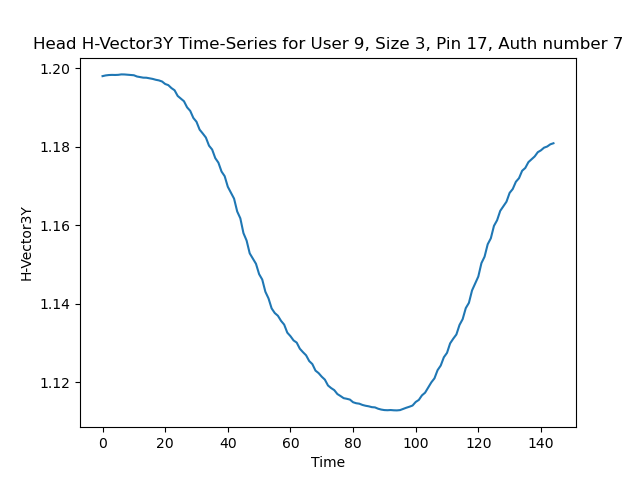 Head H-Vector3Y Time-Series for User 9, Size 3, Pin 17, Auth number 7
1.20
1.18
1.16
1.14
1.12
H-Vector3Y
0 20 40 60 80 100 120 140
Time